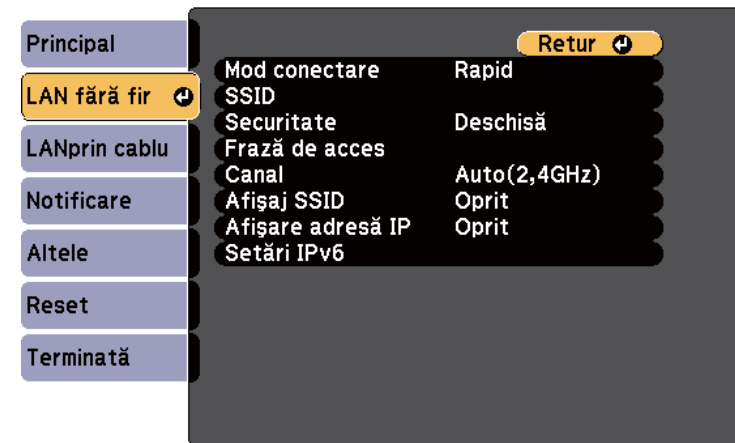 Principal
LAN fără fir
LANprin cablu
Notificare
Altele
Reset
Terminată
Retur
Mod conectare Rapid
SSID
Securitate Deschisă
Frază de acces
Canal Auto(2,4GHz)
Afişaj SSID Oprit
Afişare adresă IP Oprit
Setări IPv6